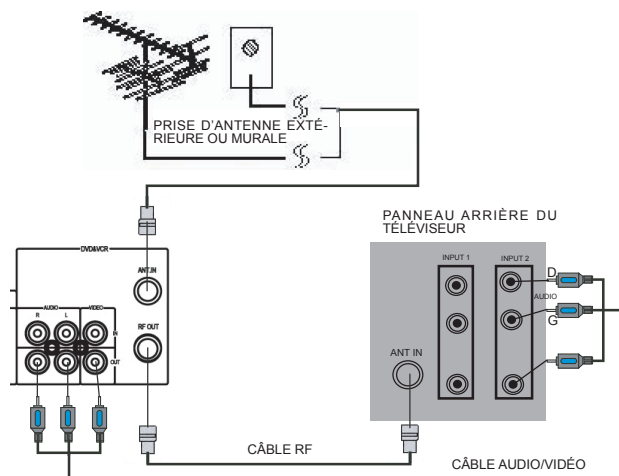 PRISE D'ANTENNE EXTÉ-
RIEURE OU MURALE
PANNEAU ARRIÈRE DU
TÉLÉVISEUR
DVD&VCR
ANT.IN
AUDIO
VIDEO
R
L
IN
OUT
RF OUT
INPUT 1
INPUT 2
D
AUDIO
G
ANT IN
CÂBLE RF
CÂBLE AUDIO/VIDÉO